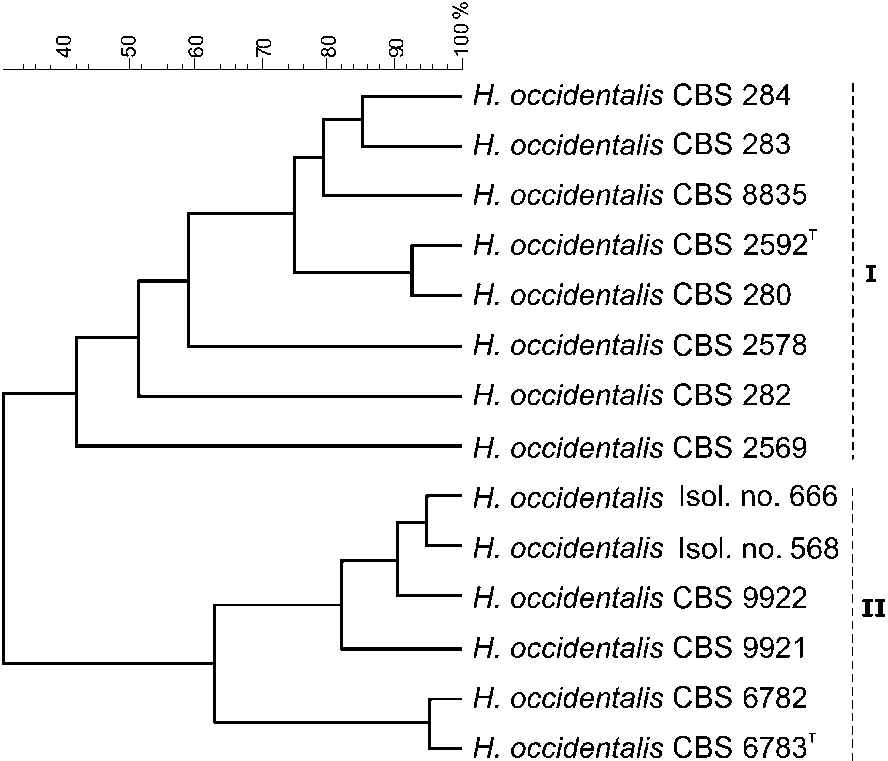 40 50 60 70 80 90 100 %
H. occidentalis CBS 284
H. occidentalis CBS 283
H. occidentalis CBS 8835
H. occidentalis CBS 2592ᵀ
H. occidentalis CBS 280
I
H. occidentalis CBS 2578
H. occidentalis CBS 282
H. occidentalis CBS 2569
H. occidentalis Isol. no. 666
H. occidentalis Isol. no. 568
H. occidentalis CBS 9922
II
H. occidentalis CBS 9921
H. occidentalis CBS 6782
H. occidentalis CBS 6783ᵀ